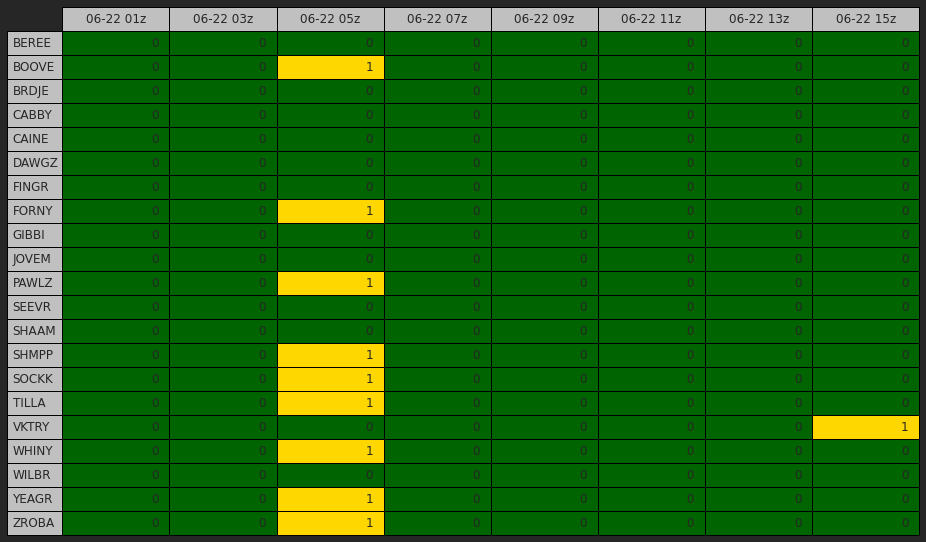 06-22 01z 06-22 03z 06-22 05z 06-22 07z 06-22 09z 06-22 11z 06-22 13z 06-22 15z
BEREE 0 0 0 0 0 0 0 0
BOOVE 0 0 1 0 0 0 0 0
BRDJE 0 0 0 0 0 0 0 0
CABBY 0 0 0 0 0 0 0 0
CAINE 0 0 0 0 0 0 0 0
DAWGZ 0 0 0 0 0 0 0 0
FINGR 0 0 0 0 0 0 0 0
FORNY 0 0 1 0 0 0 0 0
GIBBI 0 0 0 0 0 0 0 0
JOVEM 0 0 0 0 0 0 0 0
PAWLZ 0 0 1 0 0 0 0 0
SEEVR 0 0 0 0 0 0 0 0
SHAAM 0 0 0 0 0 0 0 0
SHMPP 0 0 1 0 0 0 0 0
SOCKK 0 0 1 0 0 0 0 0
TILLA 0 0 1 0 0 0 0 0
VKTRY 0 0 0 0 0 0 0 1
WHINY 0 0 1 0 0 0 0 0
WILBR 0 0 0 0 0 0 0 0
YEAGR 0 0 1 0 0 0 0 0
ZROBA 0 0 1 0 0 0 0 0